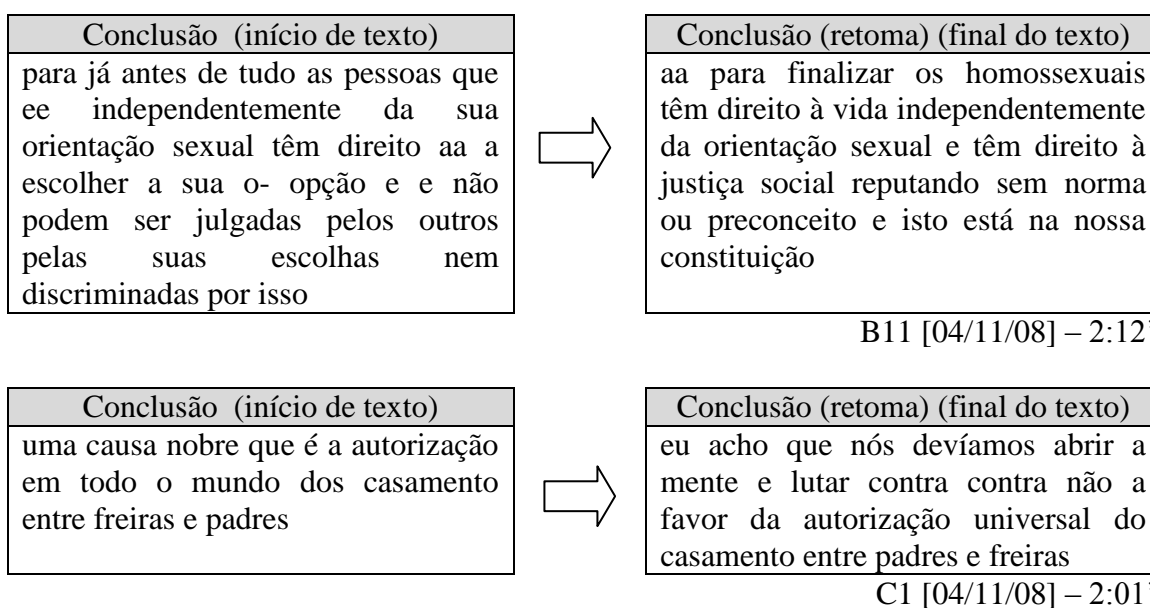 Conclusão (início de texto)
para já antes de tudo as pessoas que
ee independentemente da sua
orientação sexual têm direito aa a
escolher a sua o- opção e e não
podem ser julgadas pelos outros
pelas suas escolhas nem
discriminadas por isso
Conclusão (retoma) (final do texto)
aa para finalizar os homossexuais
têm direito à vida independentemente
da orientação sexual e têm direito à
justiça social reputando sem norma
ou preconceito e isto está na nossa
constituição
B11 [04/11/08] – 2:12’
Conclusão (início de texto)
uma causa nobre que é a autorização
em todo o mundo dos casamento
entre freiras e padres
Conclusão (retoma) (final do texto)
eu acho que nós devíamos abrir a
mente e lutar contra contra não a
favor da autorização universal do
casamento entre padres e freiras
C1 [04/11/08] – 2:01’